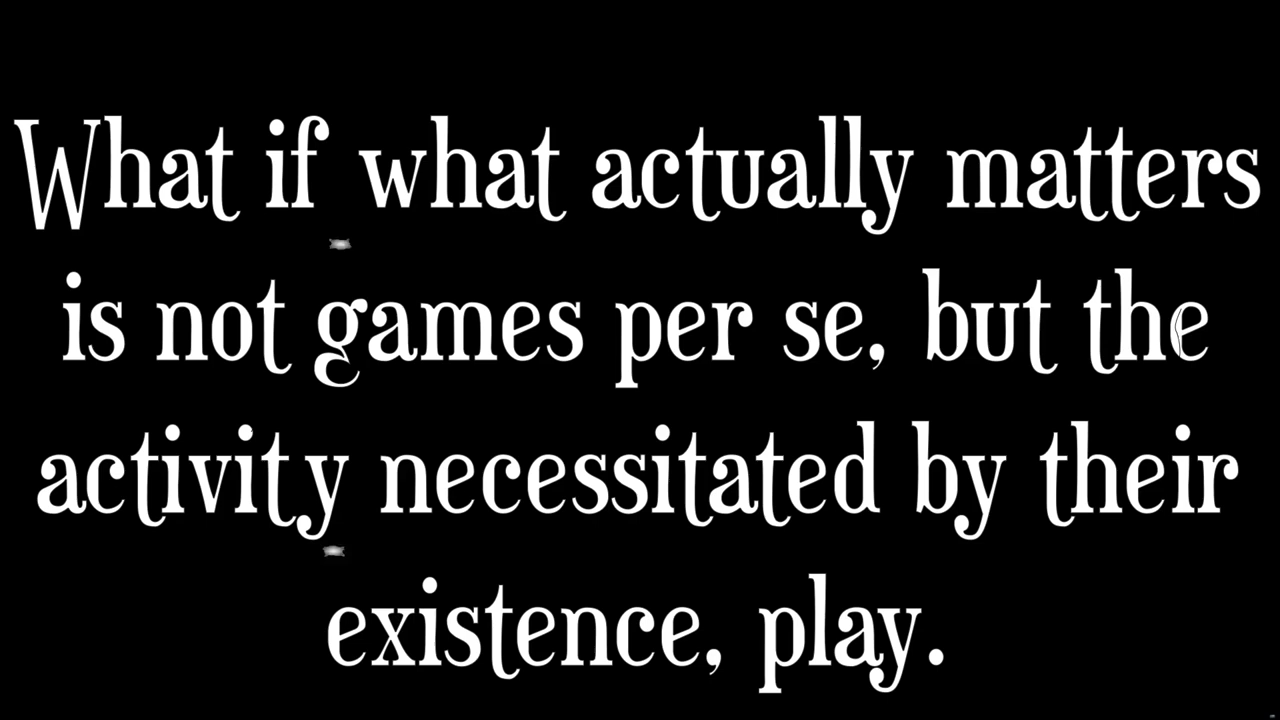 What if what actually matters
is not games per se, but the
activity necessitated by their
existence, play.